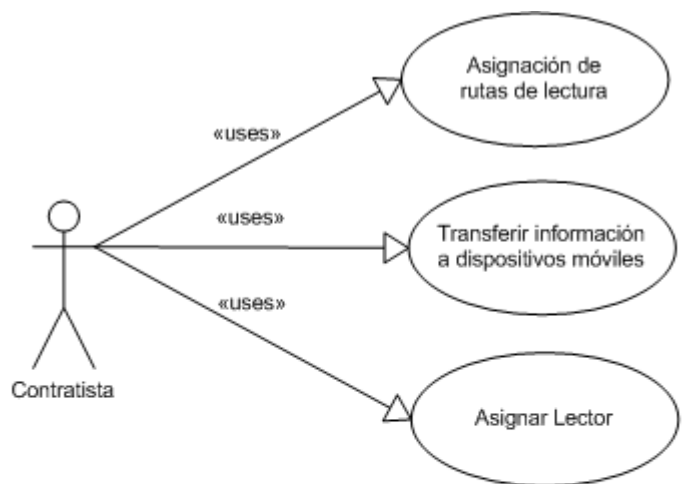 Asignación de
rutas de lectura
«uses»
«uses»
Transferir información
a dispositivos móviles
«uses»
Contratista
Asignar Lector